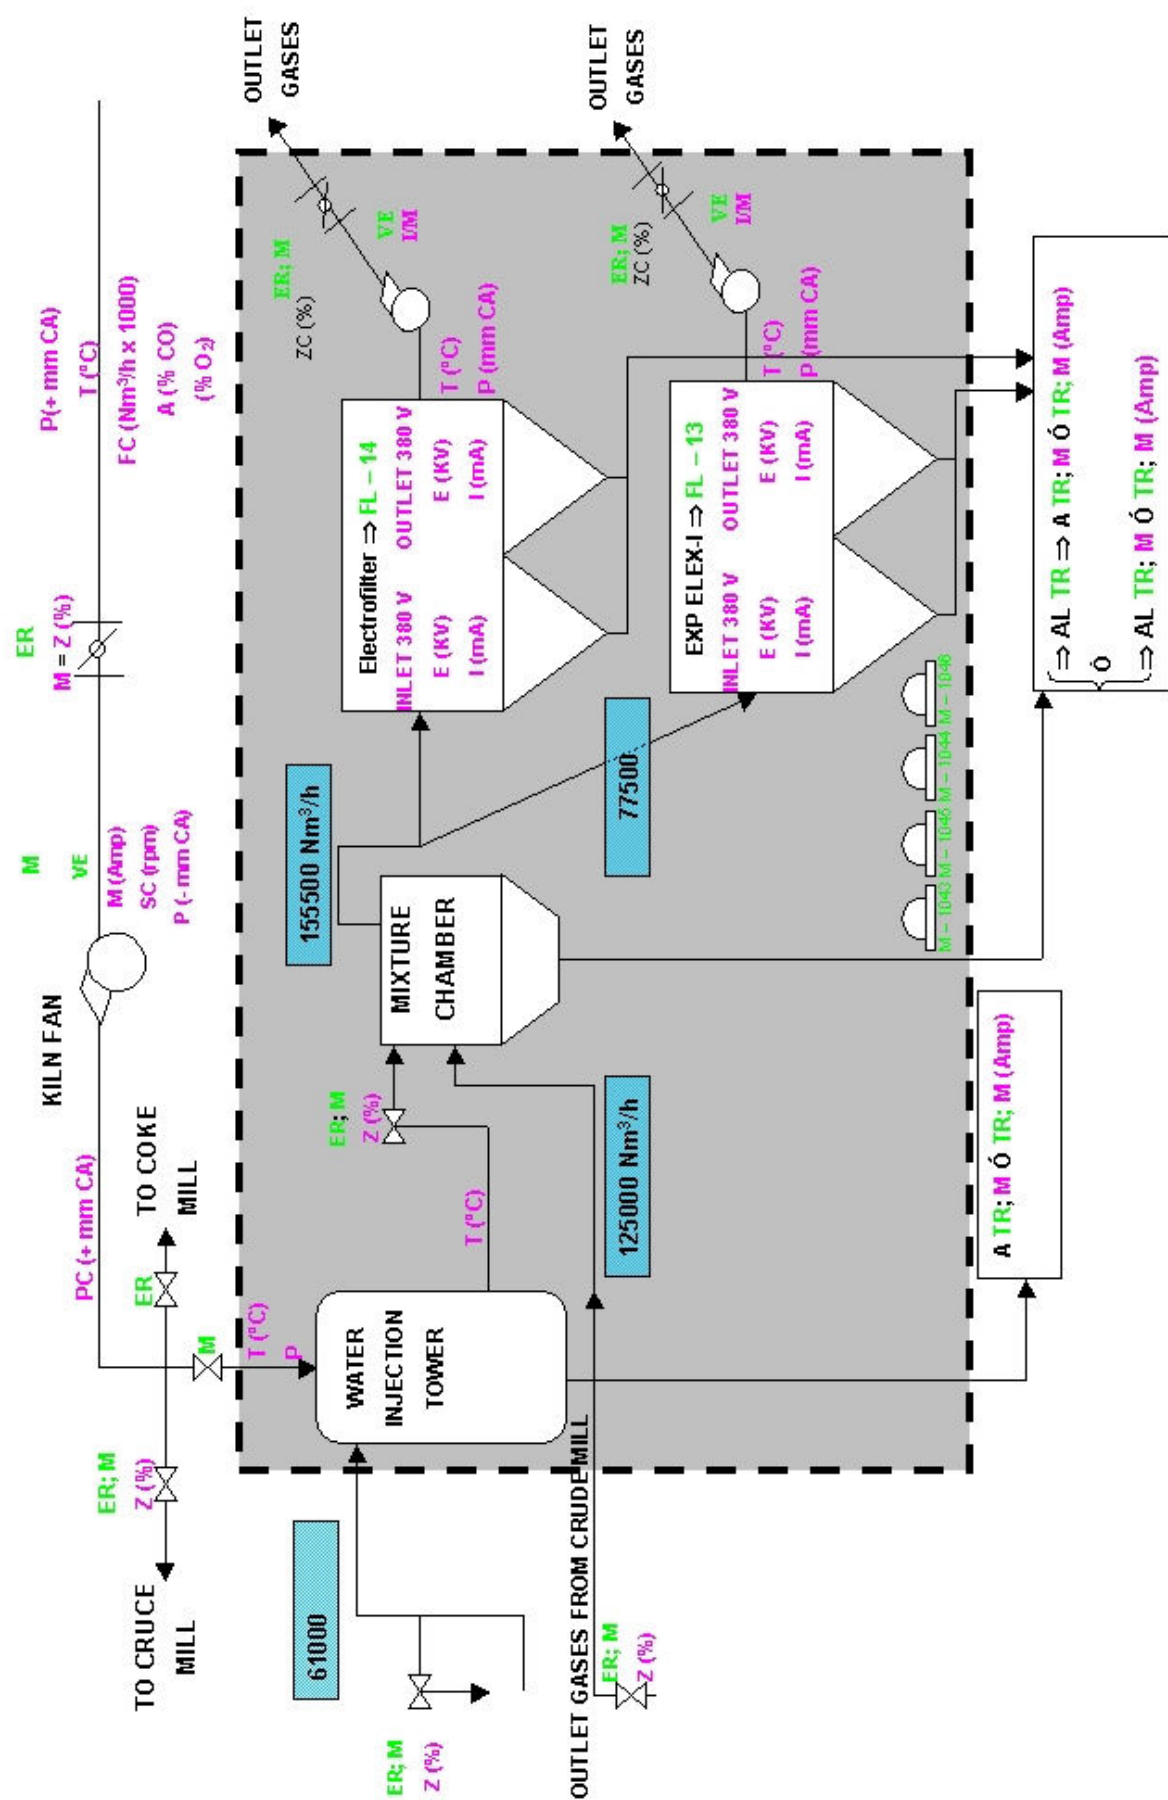 P(+ mm CA)
T (ºC)
FC (Nm³/h x 1000)
A (% CO)
(% O₂)
ER
M = Z (%)
M
VE
M (Amp)
SC (rpm)
P (- mm CA)
KILN FAN
PC (+ mm CA)
TO COKE
MILL
ER
M
T (ºC)
P
ER; M
Z (%)
TO CRUCE
MILL
OUTLET
GASES
ER; M
ZC (%)
VE
I/M
T (ºC)
P (mm CA)
Electrofilter ⇒ FL – 14
INLET 380 V OUTLET 380 V
E (KV) E (KV)
I (mA) I (mA)
155500 Nm³/h
MIXTURE
CHAMBER
ER; M
Z (%)
T (ºC)
WATER
INJECTION
TOWER
61000
ER; M
Z (%)
OUTLET
GASES
ER; M
ZC (%)
VE
I/M
T (ºC)
P (mm CA)
EXP ELEX-I ⇒ FL – 13
INLET 380 V OUTLET 380 V
E (KV) E (KV)
I (mA) I (mA)
77500
125000 Nm³/h
OUTLET GASES FROM CRUDE MILL
ER; M
Z (%)
M – 1043 M – 1045 M – 1044 M – 1046
A TR; M Ó TR; M (Amp)
⇒ AL TR ⇒ A TR; M Ó TR; M (Amp)
Ó
⇒ AL TR; M Ó TR; M (Amp)